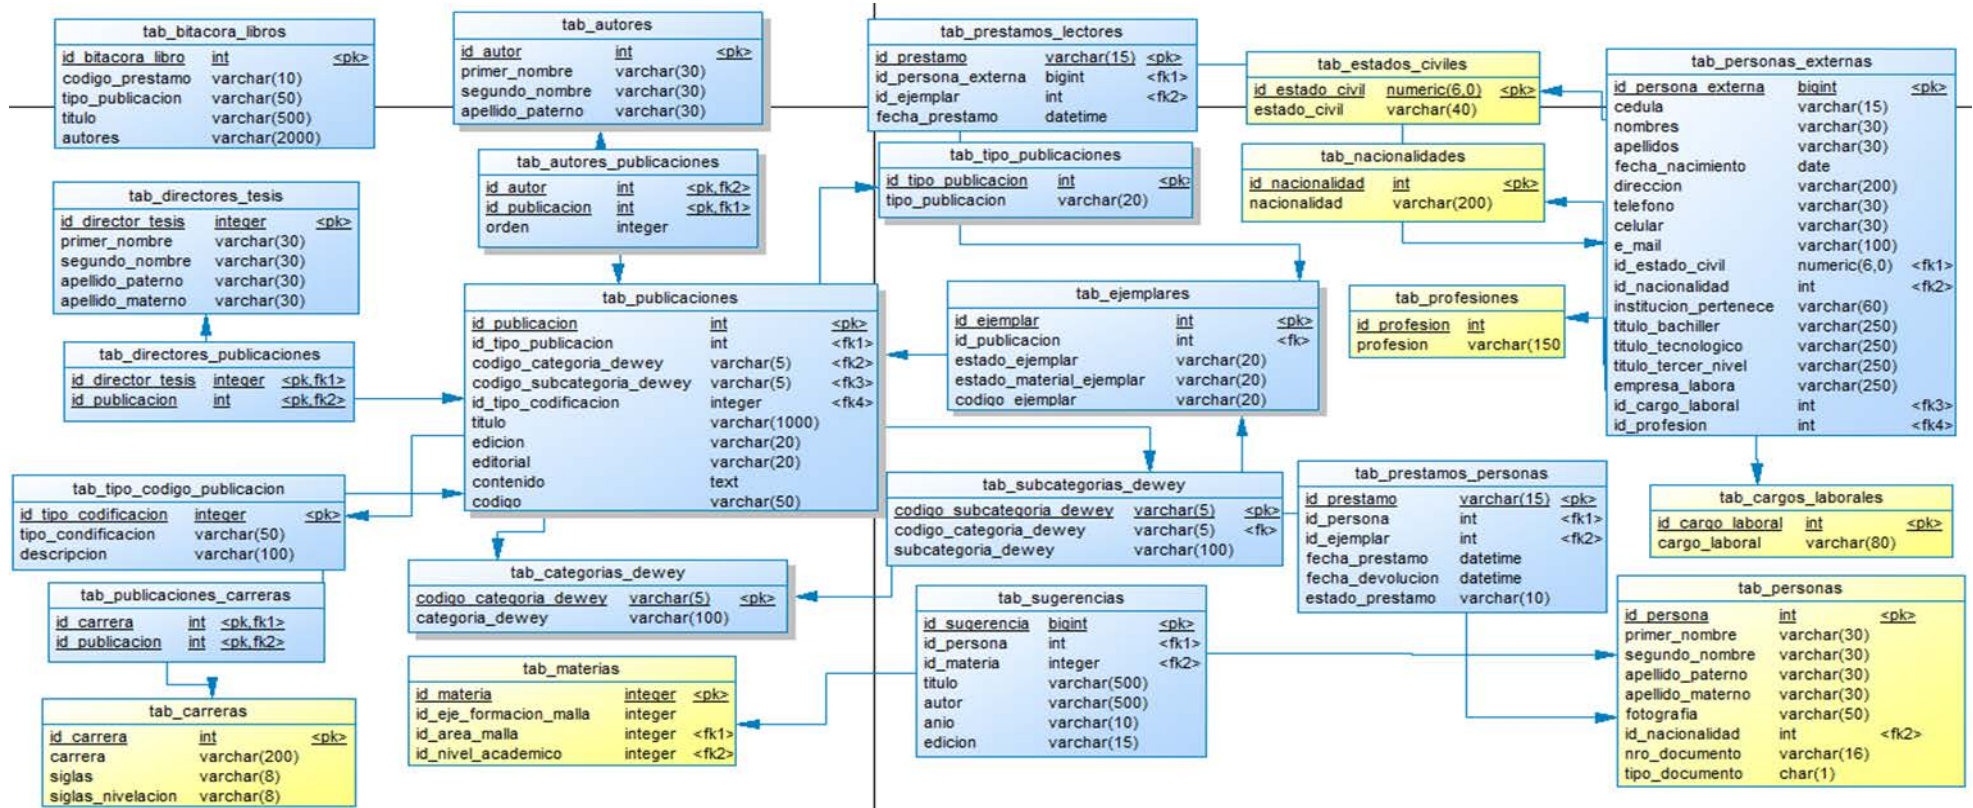 tab_bitacora_libros
id_bitacora_libro int <pk>
codigo_prestamo varchar(10)
tipo_publicacion varchar(50)
titulo varchar(500)
autores varchar(2000)
tab_autores
id_autor int <pk>
primer_nombre varchar(30)
segundo_nombre varchar(30)
apellido_paterno varchar(30)
tab_prestamos_lectores
id_prestamo varchar(15) <pk>
id_persona_externa bigint <fk1>
id_ejemplar int <fk2>
fecha_prestamo datetime
tab_estados_civiles
id_estado_civil numeric(6,0) <pk>
estado_civil varchar(40)
tab_personas_externas
id_persona_externa bigint <pk>
cedula varchar(15)
nombres varchar(30)
apellidos varchar(30)
fecha_nacimiento date
direccion varchar(200)
telefono varchar(30)
celular varchar(30)
e_mail varchar(100)
id_estado_civil numeric(6,0) <fk1>
id_nacionalidad int <fk2>
institucion_pertenece varchar(60)
titulo_bachiller varchar(250)
titulo_tecnologico varchar(250)
titulo_tercer_nivel varchar(250)
empresa_labora varchar(250)
id_cargo_laboral int <fk3>
id_profesion int <fk4>
tab_directores_tesis
id_director_tesis integer <pk>
primer_nombre varchar(30)
segundo_nombre varchar(30)
apellido_paterno varchar(30)
apellido_materno varchar(30)
tab_autores_publicaciones
id_autor int <pk,fk2>
id_publicacion int <pk,fk1>
orden integer
tab_tipo_publicaciones
id_tipo_publicacion int <pk>
tipo_publicacion varchar(20)
tab_nacionalidades
id_nacionalidad int <pk>
nacionalidad varchar(200)
tab_directores_publicaciones
id_director_tesis integer <pk,fk1>
id_publicacion int <pk,fk2>
tab_publicaciones
id_publicacion int <pk>
id_tipo_publicacion int <fk1>
codigo_categoria_dewey varchar(5) <fk2>
codigo_subcategoria_dewey varchar(5) <fk3>
id_tipo_codificacion integer <fk4>
titulo varchar(1000)
edicion varchar(20)
editorial varchar(20)
contenido text
codigo varchar(50)
tab_ejemplares
id_ejemplar int <pk>
id_publicacion int <fk>
estado_ejemplar varchar(20)
estado_material_ejemplar varchar(20)
codigo_ejemplar varchar(20)
tab_profesiones
id_profesion int
profesion varchar(150
tab_tipo_codigo_publicacion
id_tipo_codificacion integer <pk>
tipo_condificacion varchar(50)
descripcion varchar(100)
tab_subcategorias_dewey
codigo_subcategoria_dewey varchar(5) <pk>
codigo_categoria_dewey varchar(5) <fk>
subcategoria_dewey varchar(100)
tab_prestamos_personas
id_prestamo varchar(15) <pk>
id_persona int <fk1>
id_ejemplar int <fk2>
fecha_prestamo datetime
fecha_devolucion datetime
estado_prestamo varchar(10)
tab_cargos_laborales
id_cargo_laboral int <pk>
cargo_laboral varchar(80)
tab_publicaciones_carreras
id_carrera int <pk,fk1>
id_publicacion int <pk,fk2>
tab_categorias_dewey
codigo_categoria_dewey varchar(5) <pk>
categoria_dewey varchar(100)
tab_sugerencias
id_sugerencia bigint <pk>
id_persona int <fk1>
id_materia integer <fk2>
titulo varchar(500)
autor varchar(500)
anio varchar(10)
edicion varchar(15)
tab_personas
id_persona int <pk>
primer_nombre varchar(30)
segundo_nombre varchar(30)
apellido_paterno varchar(30)
apellido_materno varchar(30)
fotografia varchar(50)
id_nacionalidad int <fk2>
nro_documento varchar(16)
tipo_documento char(1)
tab_carreras
id_carrera int <pk>
carrera varchar(200)
siglas varchar(8)
siglas_nivelacion varchar(8)
tab_materias
id_materia integer <pk>
id_eje_formacion_malla integer
id_area_malla integer <fk1>
id_nivel_academico integer <fk2>